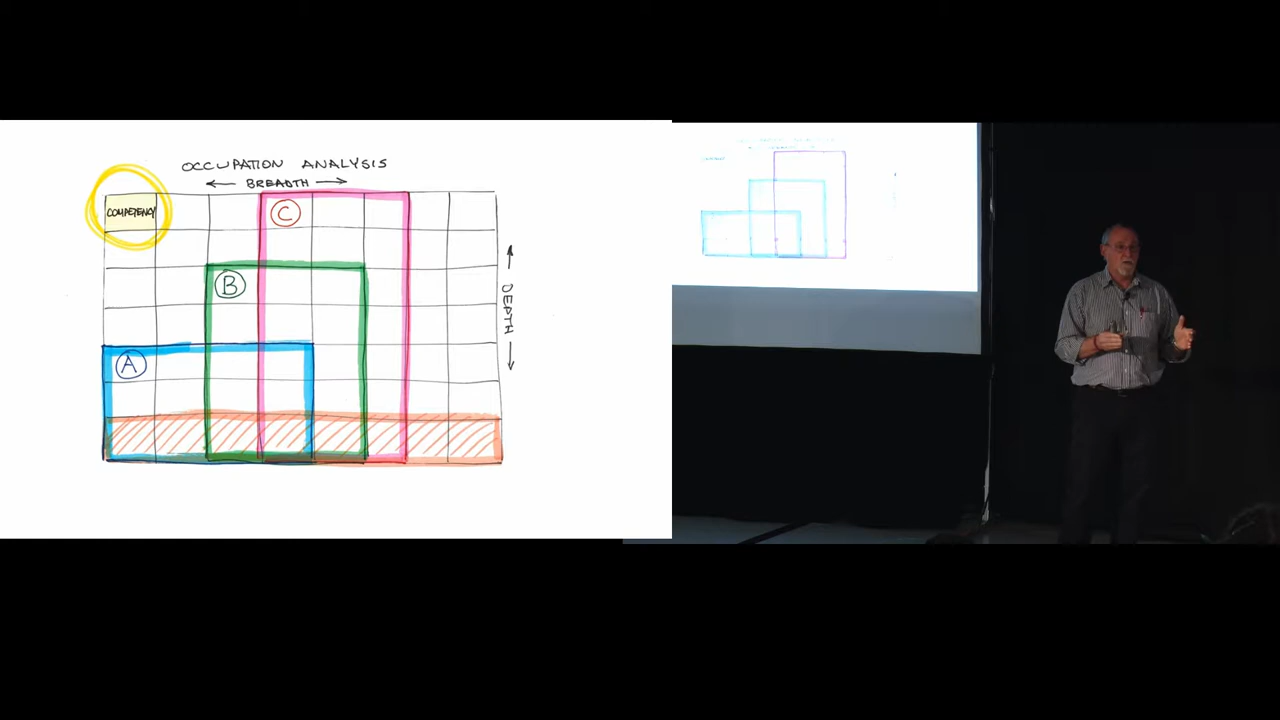 OCCUPATION ANALYSIS
← BREADTH →
COMPETENCY
C
B
A
← DEPTH →